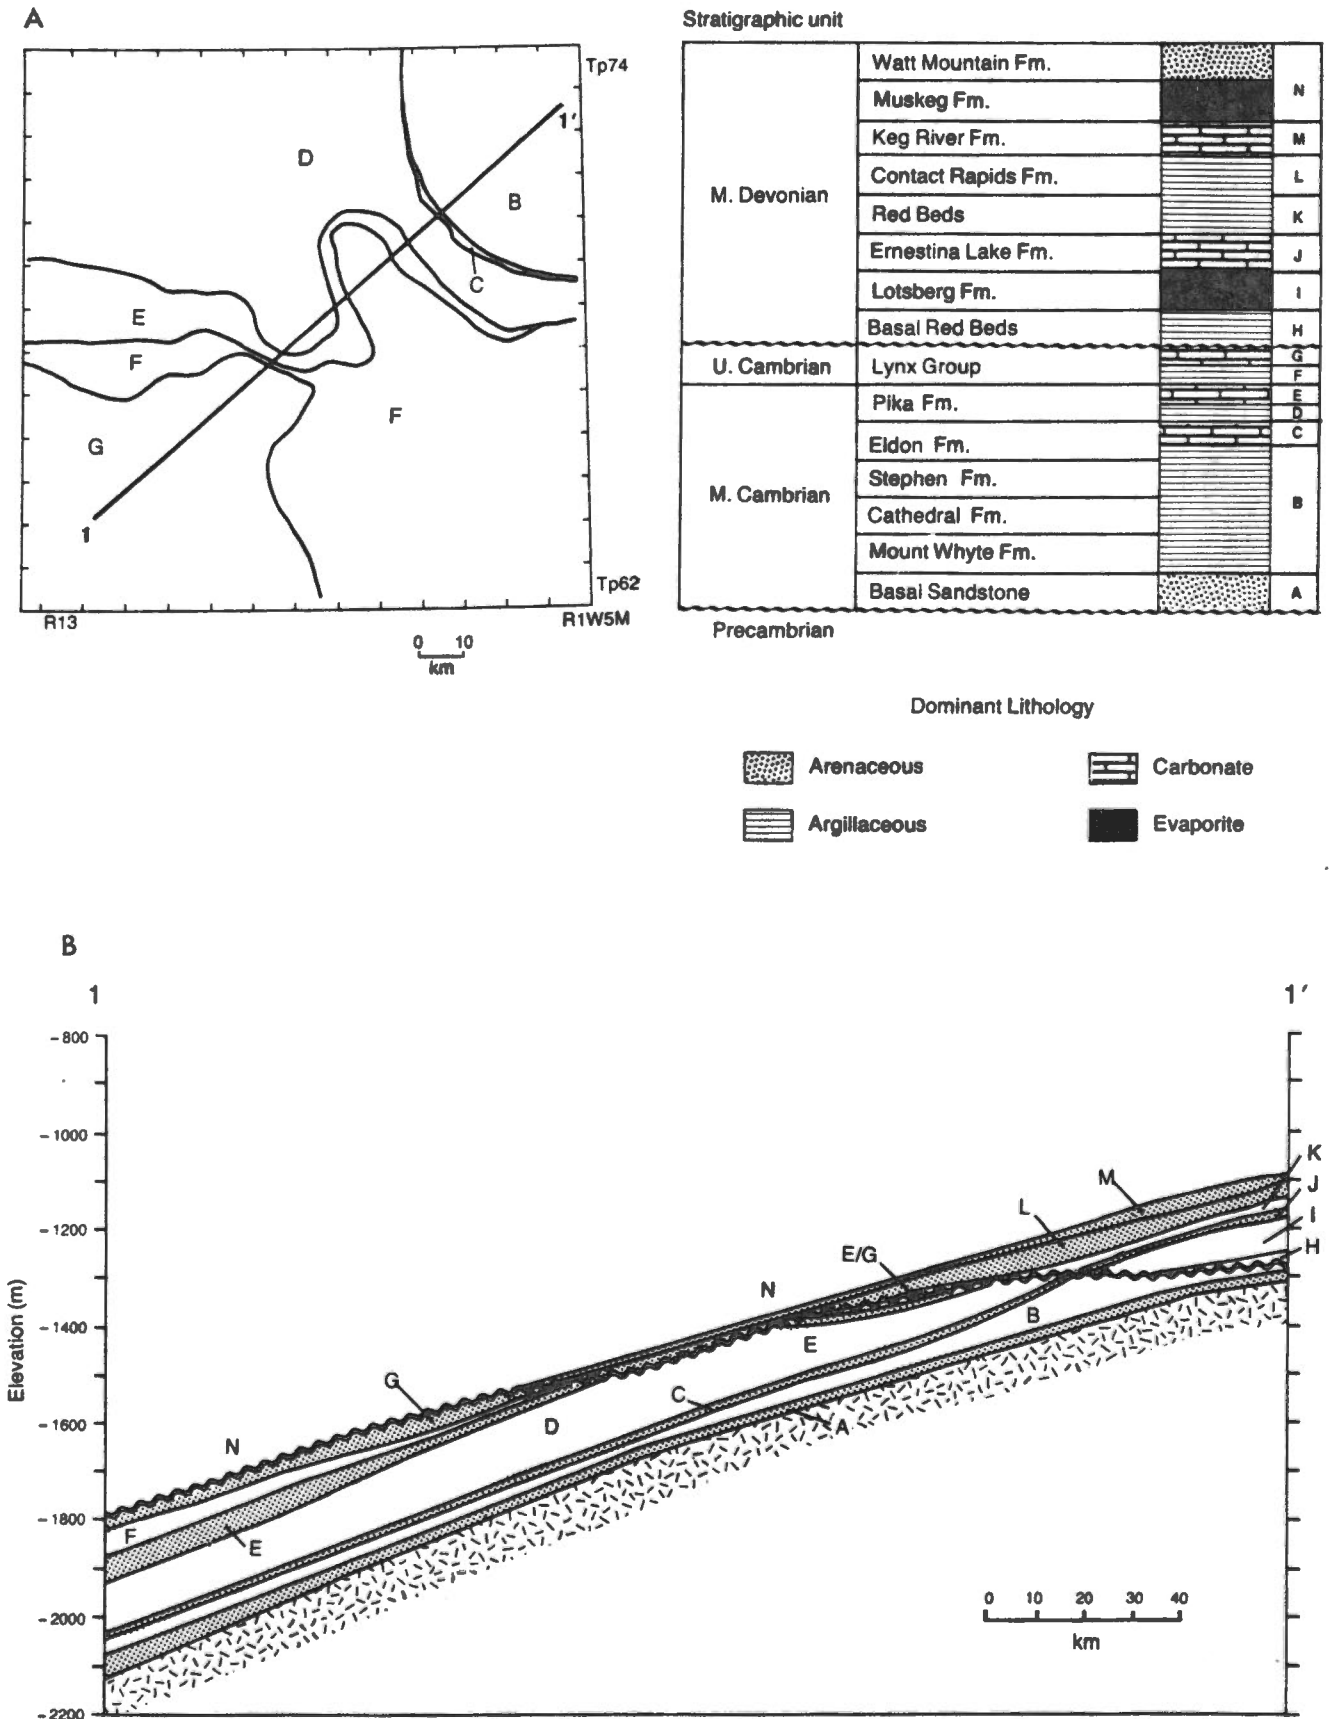 A
Tp74
1'
D
B
C
E
F
F
G
1
Tp62
R13
R1W5M
0 10
km
Stratigraphic unit
Watt Mountain Fm.
N
Muskeg Fm.
Keg River Fm.
M
M. Devonian
Contact Rapids Fm.
L
Red Beds
K
Ernestina Lake Fm.
J
Lotsberg Fm.
I
Basal Red Beds
H
U. Cambrian
Lynx Group
G
F
M. Cambrian
Pika Fm.
E
D
Eldon Fm.
C
Stephen Fm.
B
Cathedral Fm.
Mount Whyte Fm.
Basal Sandstone
A
Precambrian
Dominant Lithology
Arenaceous
Carbonate
Argillaceous
Evaporite
B
1
1'
Elevation (m)
-800
-1000
-1200
-1400
-1600
-1800
-2000
-2200
K
M
J
L
I
E/G
H
N
B
E
G
C
D
A
N
F
E
0 10 20 30 40
km